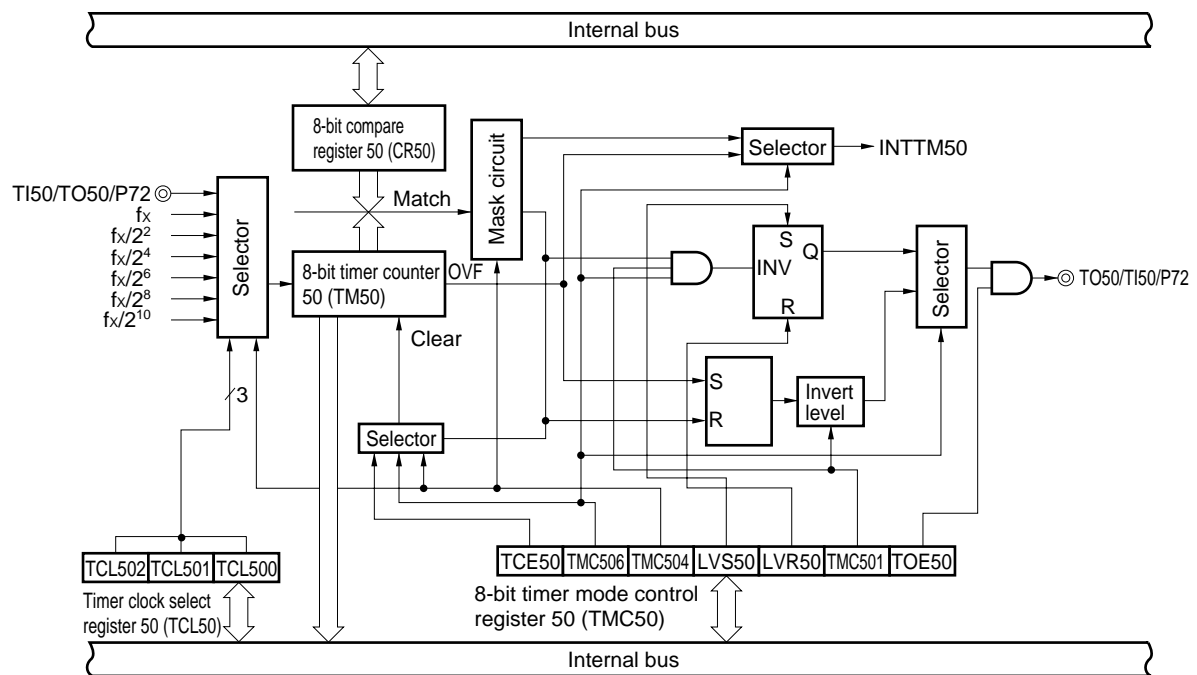 Internal bus
8-bit compare
register 50 (CR50)
Mask circuit
Selector
INTTM50
TI50/TO50/P72
fX
fX/2²
fX/2⁴
fX/2⁶
fX/2⁸
fX/2¹⁰
Selector
Match
8-bit timer counter
50 (TM50)
OVF
Clear
S
INV
Q
R
Selector
TO50/TI50/P72
3
S
R
Invert
level
Selector
TCL502 TCL501 TCL500
Timer clock select
register 50 (TCL50)
TCE50 TMC506 TMC504 LVS50 LVR50 TMC501 TOE50
8-bit timer mode control
register 50 (TMC50)
Internal bus